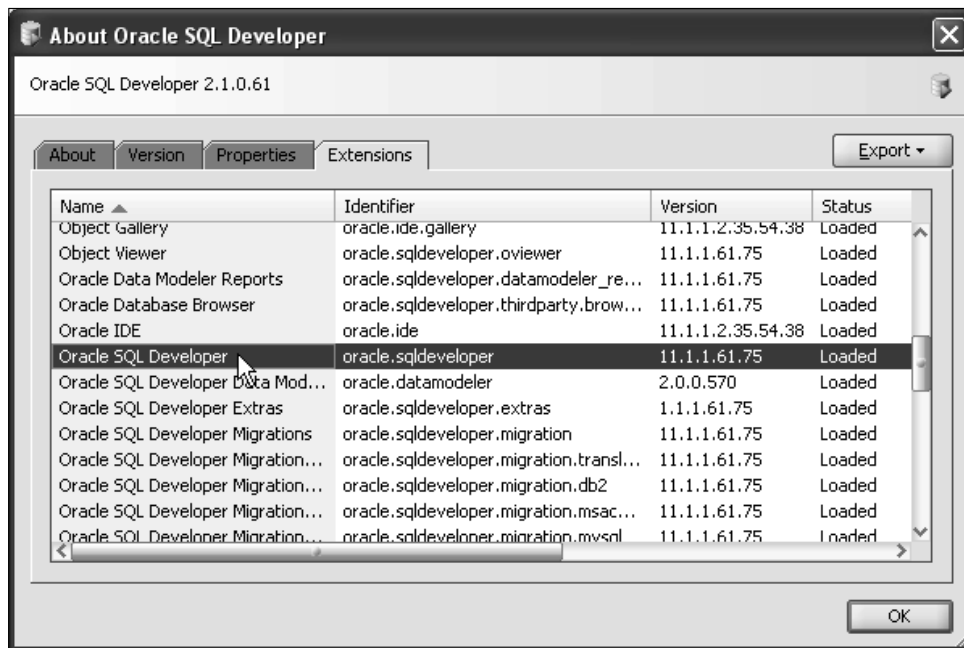 About Oracle SQL Developer
Oracle SQL Developer 2.1.0.61
About Version Properties Extensions Export
Name Identifier Version Status
Object Gallery oracle.ide.gallery 11.1.1.2.35.54.38 Loaded
Object Viewer oracle.sqldeveloper.oviewer 11.1.1.61.75 Loaded
Oracle Data Modeler Reports oracle.sqldeveloper.datamodeler_re... 11.1.1.61.75 Loaded
Oracle Database Browser oracle.sqldeveloper.thirdparty.brow... 11.1.1.61.75 Loaded
Oracle IDE oracle.ide 11.1.1.2.35.54.38 Loaded
Oracle SQL Developer oracle.sqldeveloper 11.1.1.61.75 Loaded
Oracle SQL Developer Data Mod... oracle.datamodeler 2.0.0.570 Loaded
Oracle SQL Developer Extras oracle.sqldeveloper.extras 1.1.1.61.75 Loaded
Oracle SQL Developer Migrations oracle.sqldeveloper.migration 11.1.1.61.75 Loaded
Oracle SQL Developer Migration... oracle.sqldeveloper.migration.transl... 11.1.1.61.75 Loaded
Oracle SQL Developer Migration... oracle.sqldeveloper.migration.db2 11.1.1.61.75 Loaded
Oracle SQL Developer Migration... oracle.sqldeveloper.migration.msac... 11.1.1.61.75 Loaded
Oracle SQL Developer Migration... oracle.sqldeveloper.migration.mysql 11.1.1.61.75 Loaded
OK